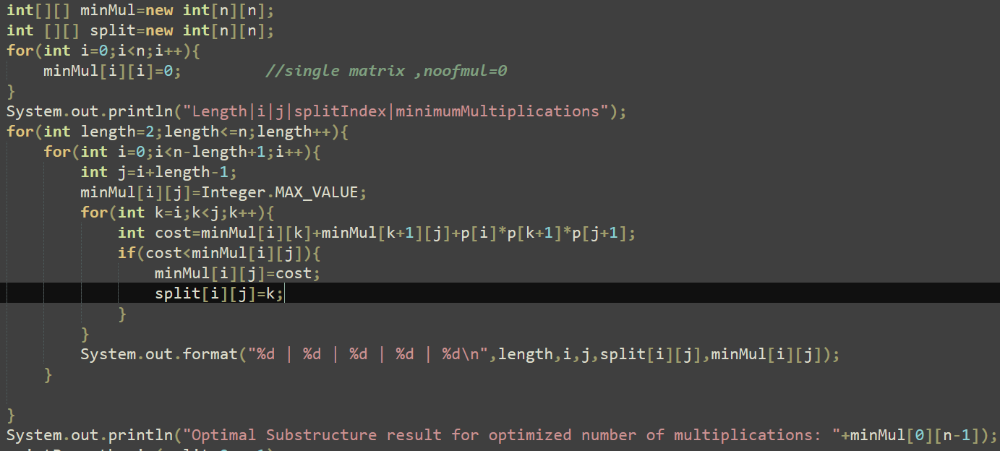 int[][] minMul=new int[n][n];
int [][] split=new int[n][n];
for(int i=0;i<n;i++){
    minMul[i][i]=0;         //single matrix ,noofmul=0
}
System.out.println("Length|i|j|splitIndex|minimumMultiplications");
for(int length=2;length<=n;length++){
    for(int i=0;i<n-length+1;i++){
        int j=i+length-1;
        minMul[i][j]=Integer.MAX_VALUE;
        for(int k=i;k<j;k++){
            int cost=minMul[i][k]+minMul[k+1][j]+p[i]*p[k+1]*p[j+1];
            if(cost<minMul[i][j]){
                minMul[i][j]=cost;
                split[i][j]=k;
            }
        }
        System.out.format("%d | %d | %d | %d | %d\n",length,i,j,split[i][j],minMul[i][j]);
    }
}
System.out.println("Optimal Substructure result for optimized number of multiplications: "+minMul[0][n-1]);